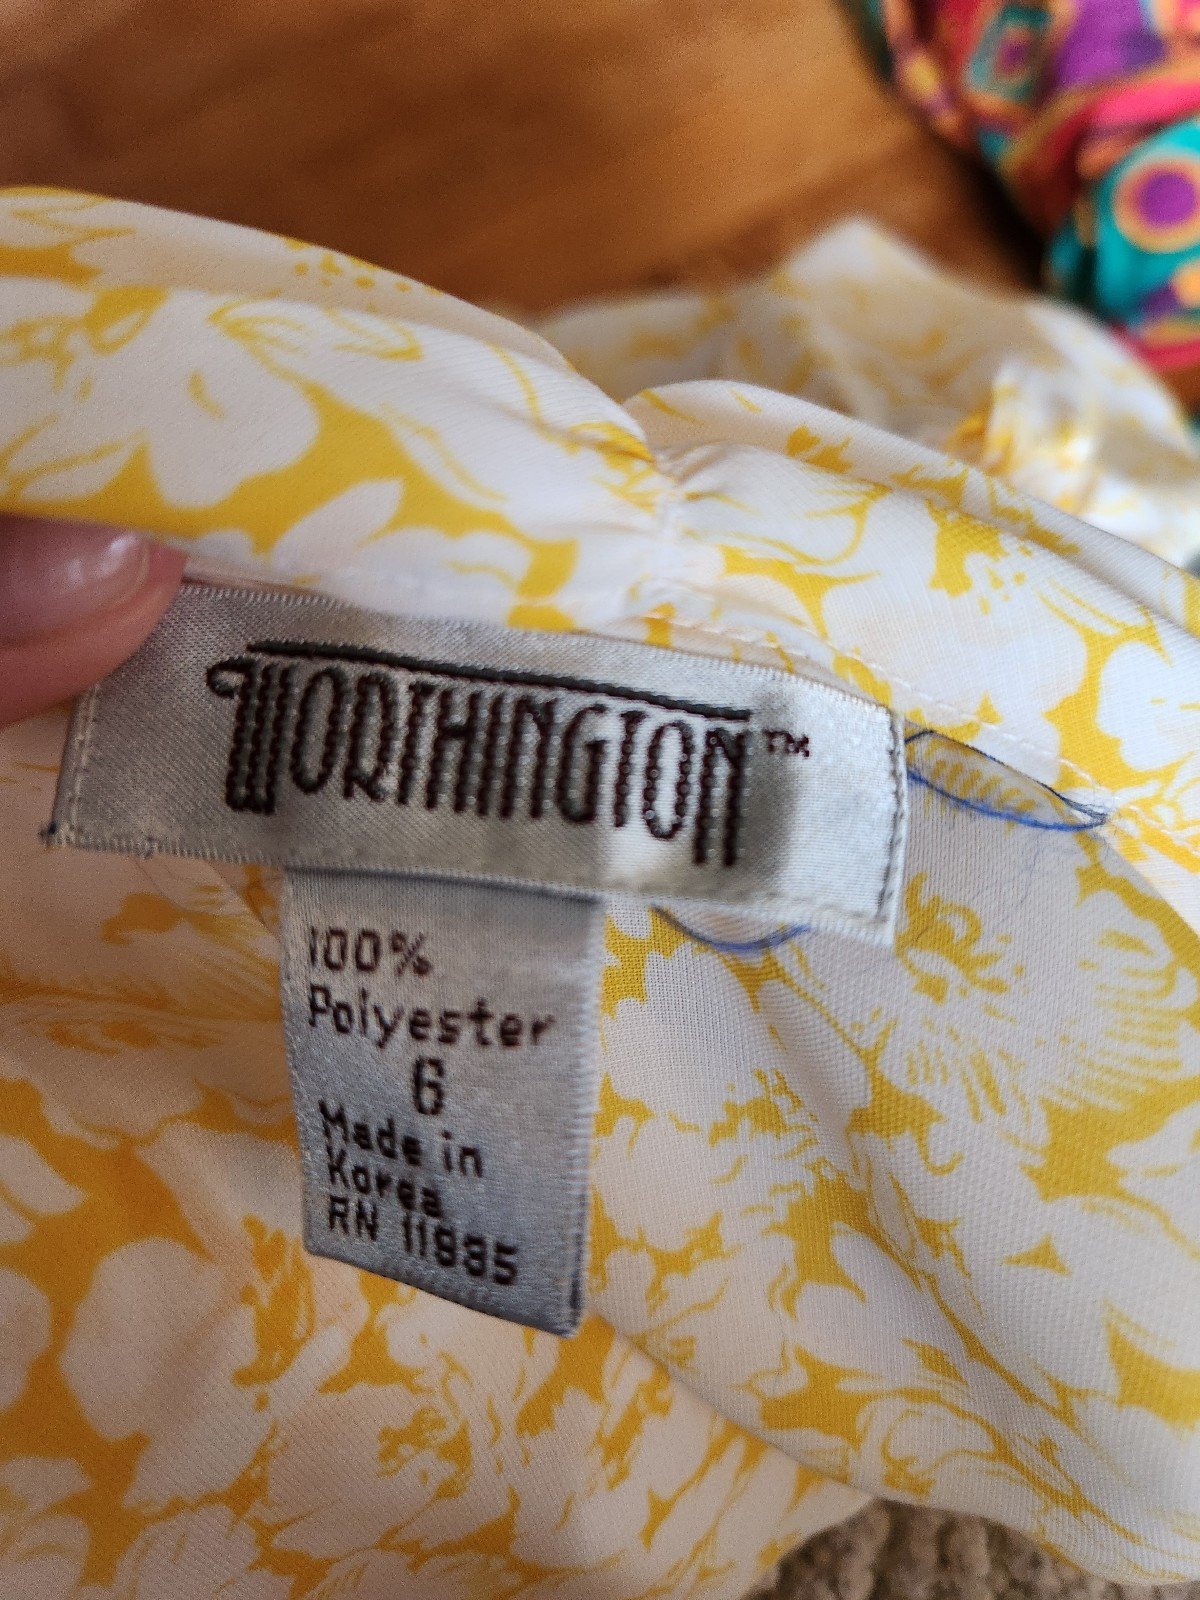 WORTHINGTON™
100%
Polyester
6
Made in
Korea
RN 11885